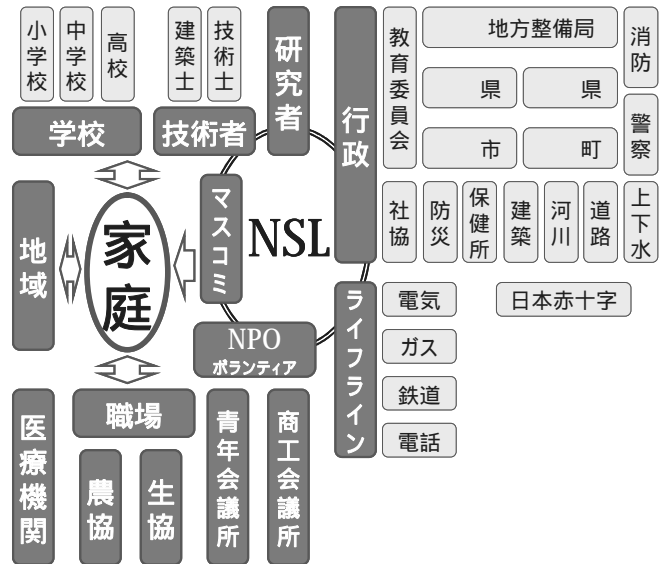 小学校
中学校
高校
建築士
技術士
研究者
行政
教育委員会
地方整備局
消防
県
県
警察
市
町
学校
技術者
社協
防災
保健所
建築
河川
道路
上下水
地域
家庭
マスコミ
NSL
NPO
ボランティア
ライフライン
電気
日本赤十字
ガス
鉄道
電話
医療機関
職場
農協
生協
青年会議所
商工会議所